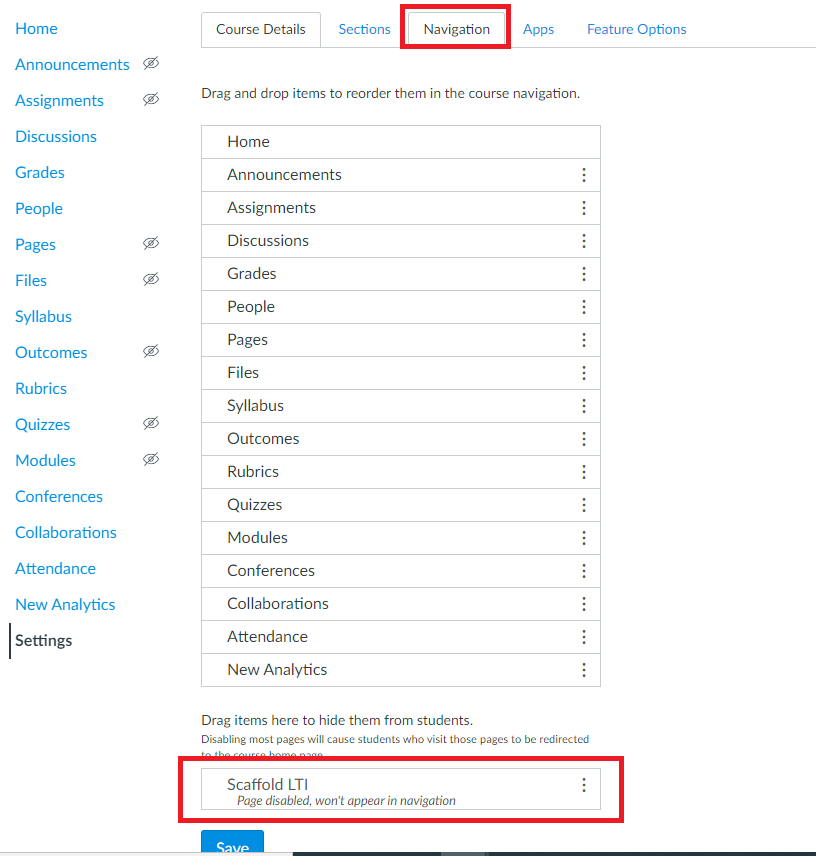 Home
Announcements
Assignments
Discussions
Grades
People
Pages
Files
Syllabus
Outcomes
Rubrics
Quizzes
Modules
Conferences
Collaborations
Attendance
New Analytics
Settings
Course Details Sections Navigation Apps Feature Options
Drag and drop items to reorder them in the course navigation.
Home
Announcements
Assignments
Discussions
Grades
People
Pages
Files
Syllabus
Outcomes
Rubrics
Quizzes
Modules
Conferences
Collaborations
Attendance
New Analytics
Drag items here to hide them from students.
Disabling most pages will cause students who visit those pages to be redirected
to the course home page.
Scaffold LTI
Page disabled, won't appear in navigation
Save